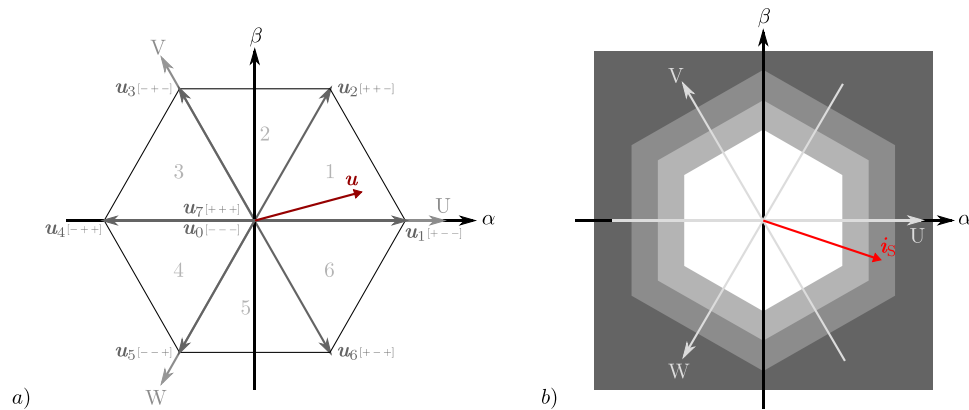 β
V
u3[-+-]
u2[++-]
2
3
1
u
u7[+++]
U
α
u4[-++]
u0[---]
u1[+--]
4
6
5
u5[--+]
u6[+-+]
W
a)
β
V
α
U
iS
W
b)